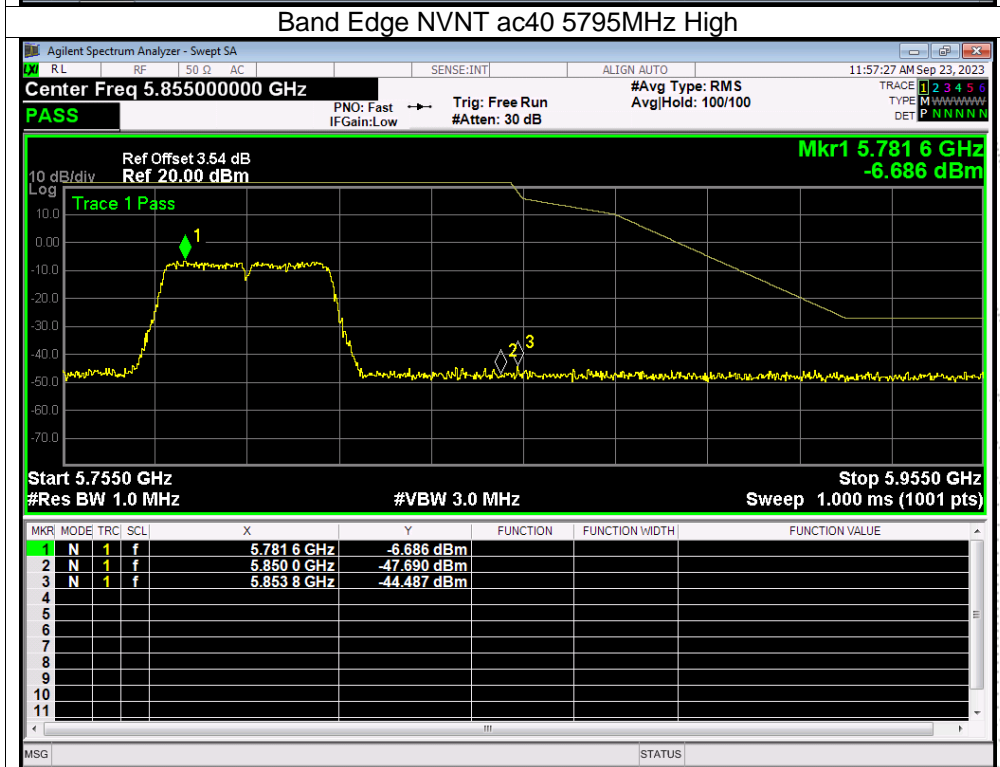 Band Edge NVNT ac40 5795MHz High
Agilent Spectrum Analyzer - Swept SA
LXI RL RF 50 Ω AC SENSE:INT ALIGN AUTO 11:57:27 AM Sep 23, 2023
Center Freq 5.855000000 GHz #Avg Type: RMS TRACE 1 2 3 4 5 6
PNO: Fast Trig: Free Run Avg|Hold: 100/100 TYPE M WWWWW
PASS IFGain:Low #Atten: 30 dB DET P N N N N N
Mkr1 5.781 6 GHz
Ref Offset 3.54 dB
10 dB/div Ref 20.00 dBm -6.686 dBm
Log
Trace 1 Pass
10.0
1
0.00
-10.0
-20.0
-30.0
2 3
-40.0
-50.0
-60.0
-70.0
Start 5.7550 GHz Stop 5.9550 GHz
#Res BW 1.0 MHz #VBW 3.0 MHz Sweep 1.000 ms (1001 pts)
MKR MODE TRC SCL X Y FUNCTION FUNCTION WIDTH FUNCTION VALUE
1 N 1 f 5.781 6 GHz -6.686 dBm
2 N 1 f 5.850 0 GHz -47.690 dBm
3 N 1 f 5.853 8 GHz -44.487 dBm
4
5
6
7
8
9
10
11
MSG STATUS